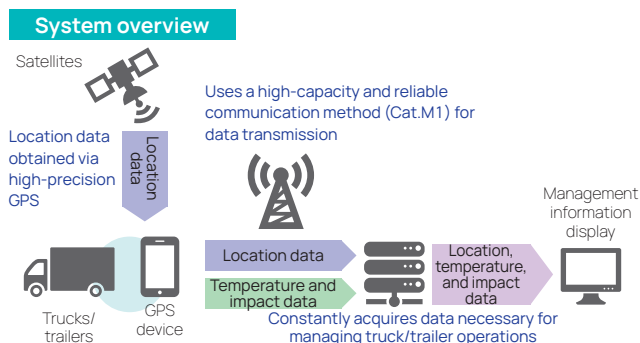 System overview
Satellites
Uses a high-capacity and reliable
communication method (Cat.M1) for
data transmission
Location data
obtained via
high-precision
GPS
Location
data
Management
information
display
Location data
Temperature and
impact data
Location,
temperature,
and impact
data
Trucks/
trailers
GPS
device
Constantly acquires data necessary for
managing truck/trailer operations